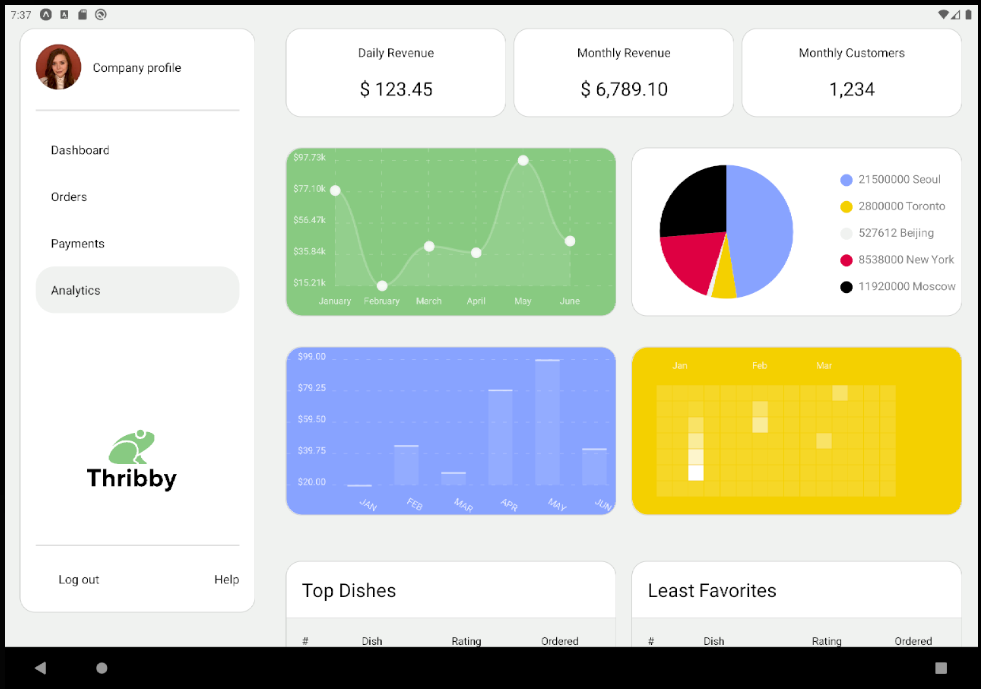 7:37
Company profile
Dashboard
Orders
Payments
Analytics
Thribby
Log out
Help
Daily Revenue
$ 123.45
Monthly Revenue
$ 6,789.10
Monthly Customers
1,234
$97.73k
$77.10k
$56.47k
$35.84k
$15.21k
January February March April May June
21500000 Seoul
2800000 Toronto
527612 Beijing
8538000 New York
11920000 Moscow
$99.00
$79.25
$59.50
$39.75
$20.00
JAN FEB MAR APR MAY JUN
Jan Feb Mar
Top Dishes
# Dish Rating Ordered
Least Favorites
# Dish Rating Ordered